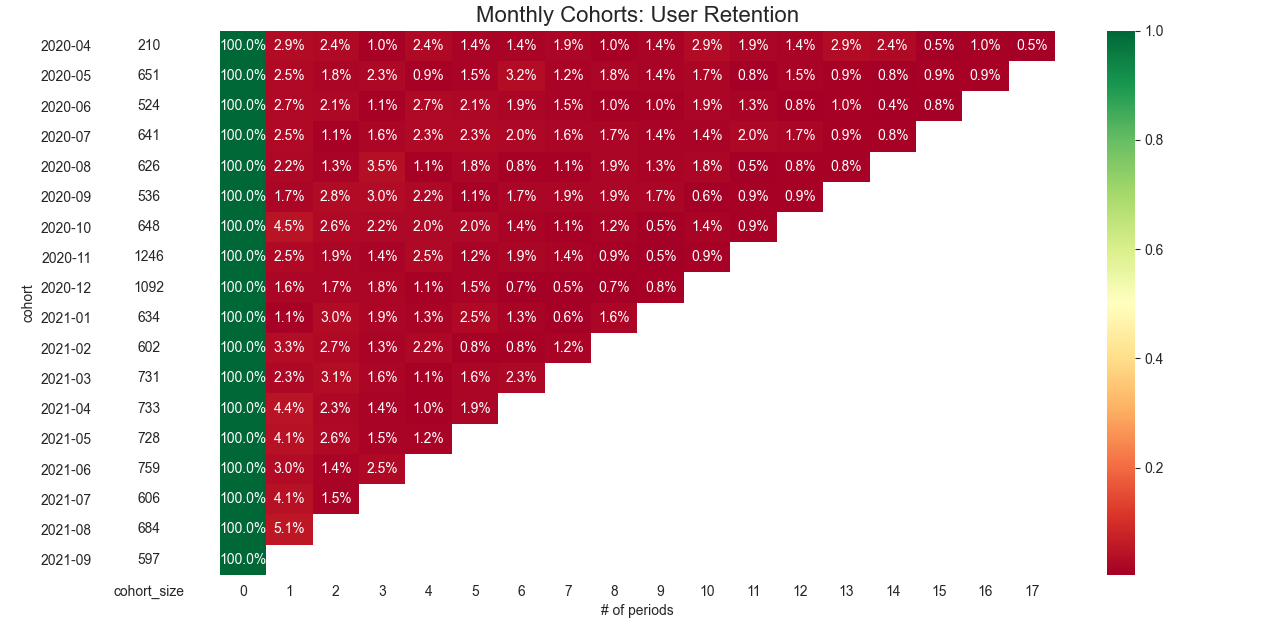 Monthly Cohorts: User Retention
2020-04 210 100.0% 2.9% 2.4% 1.0% 2.4% 1.4% 1.4% 1.9% 1.0% 1.4% 2.9% 1.9% 1.4% 2.9% 2.4% 0.5% 1.0% 0.5% 1.0
2020-05 651 100.0% 2.5% 1.8% 2.3% 0.9% 1.5% 3.2% 1.2% 1.8% 1.4% 1.7% 0.8% 1.5% 0.9% 0.8% 0.9% 0.9%
2020-06 524 100.0% 2.7% 2.1% 1.1% 2.7% 2.1% 1.9% 1.5% 1.0% 1.0% 1.9% 1.3% 0.8% 1.0% 0.4% 0.8%
2020-07 641 100.0% 2.5% 1.1% 1.6% 2.3% 2.3% 2.0% 1.6% 1.7% 1.4% 1.4% 2.0% 1.7% 0.9% 0.8% 0.8
2020-08 626 100.0% 2.2% 1.3% 3.5% 1.1% 1.8% 0.8% 1.1% 1.9% 1.3% 1.8% 0.5% 0.8% 0.8%
2020-09 536 100.0% 1.7% 2.8% 3.0% 2.2% 1.1% 1.7% 1.9% 1.9% 1.7% 0.6% 0.9% 0.9%
2020-10 648 100.0% 4.5% 2.6% 2.2% 2.0% 2.0% 1.4% 1.1% 1.2% 0.5% 1.4% 0.9%
2020-11 1246 100.0% 2.5% 1.9% 1.4% 2.5% 1.2% 1.9% 1.4% 0.9% 0.5% 0.9% 0.6
2020-12 1092 100.0% 1.6% 1.7% 1.8% 1.1% 1.5% 0.7% 0.5% 0.7% 0.8%
cohort
2021-01 634 100.0% 1.1% 3.0% 1.9% 1.3% 2.5% 1.3% 0.6% 1.6%
2021-02 602 100.0% 3.3% 2.7% 1.3% 2.2% 0.8% 0.8% 1.2% 0.4
2021-03 731 100.0% 2.3% 3.1% 1.6% 1.1% 1.6% 2.3%
2021-04 733 100.0% 4.4% 2.3% 1.4% 1.0% 1.9%
2021-05 728 100.0% 4.1% 2.6% 1.5% 1.2%
2021-06 759 100.0% 3.0% 1.4% 2.5% 0.2
2021-07 606 100.0% 4.1% 1.5%
2021-08 684 100.0% 5.1%
2021-09 597 100.0%
cohort_size 0 1 2 3 4 5 6 7 8 9 10 11 12 13 14 15 16 17
# of periods